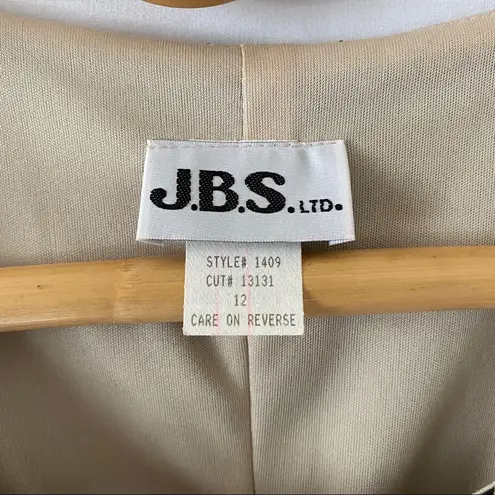 J.B.S. LTD.
STYLE# 1409
CUT# 13131
12
CARE ON REVERSE